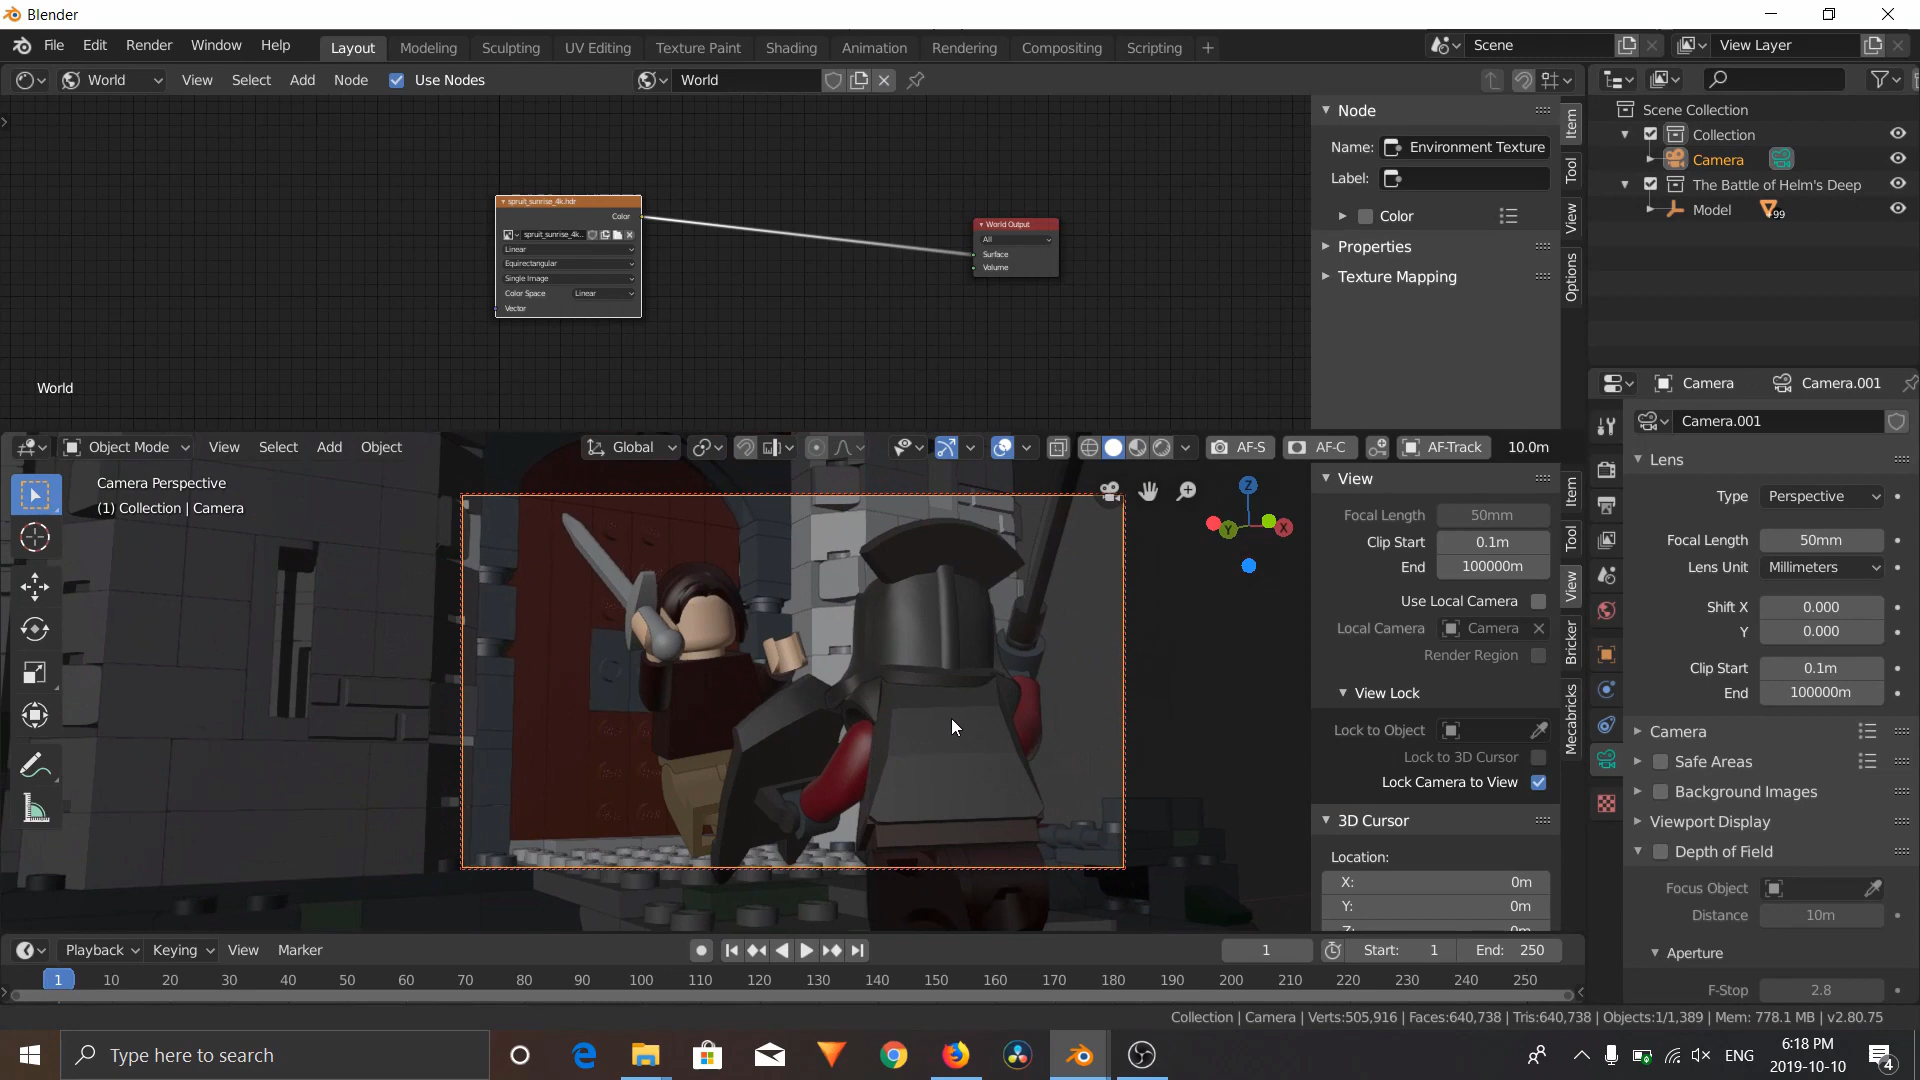 Blender
File Edit Render Window Help Layout Modeling Sculpting UV Editing Texture Paint Shading Animation Rendering Compositing Scripting + Scene View Layer
World View Select Add Node Use Nodes World
Scene Collection
Collection
Camera
The Battle of Helm's Deep
Model 99
Node
Name: Environment Texture
Label:
Color
Properties
Texture Mapping
Item
Tool
View
Options
spruit_sunrise_4k.hdr
Color
spruit_sunrise_4k..
Linear
Equirectangular
Single Image
Color Space Linear
Vector
World Output
All
Surface
Volume
World
Camera Camera.001
Camera.001
Lens
Type Perspective
Focal Length 50mm
Lens Unit Millimeters
Shift X 0.000
Y 0.000
Clip Start 0.1m
End 100000m
Camera
Safe Areas
Background Images
Viewport Display
Depth of Field
Focus Object
Distance 10m
Aperture
F-Stop 2.8
Object Mode View Select Add Object Global AF-S AF-C AF-Track 10.0m
Camera Perspective
(1) Collection | Camera
Z
Y
X
View
Focal Length 50mm
Clip Start 0.1m
End 100000m
Use Local Camera
Local Camera Camera
Render Region
View Lock
Lock to Object
Lock to 3D Cursor
Lock Camera to View
3D Cursor
Location:
X: 0m
Y: 0m
Z: 0m
Item
Tool
View
Bricker
Mecabricks
Playback Keying View Marker 1 Start: 1 End: 250
1 10 20 30 40 50 60 70 80 90 100 110 120 130 140 150 160 170 180 190 200 210 220 230 240 250
Collection | Camera | Verts:505,916 | Faces:640,738 | Tris:640,738 | Objects:1/1,389 | Mem: 778.1 MB | v2.80.75
Type here to search
ENG
6:18 PM
2019-10-10
4